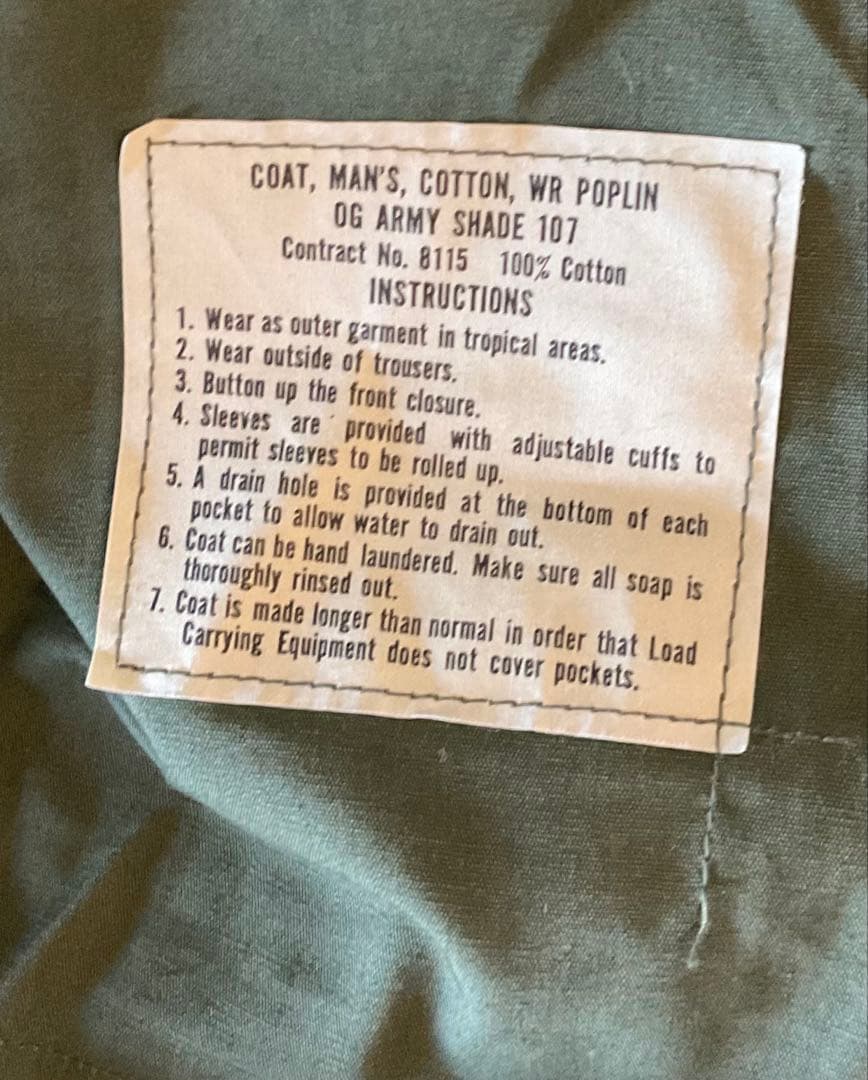 COAT, MAN'S, COTTON, WR POPLIN
OG ARMY SHADE 107
Contract No. 8115 100% Cotton
INSTRUCTIONS
1. Wear as outer garment in tropical areas.
2. Wear outside of trousers.
3. Button up the front closure.
4. Sleeves are provided with adjustable cuffs to
permit sleeves to be rolled up.
5. A drain hole is provided at the bottom of each
pocket to allow water to drain out.
6. Coat can be hand laundered. Make sure all soap is
thoroughly rinsed out.
7. Coat is made longer than normal in order that Load
Carrying Equipment does not cover pockets.